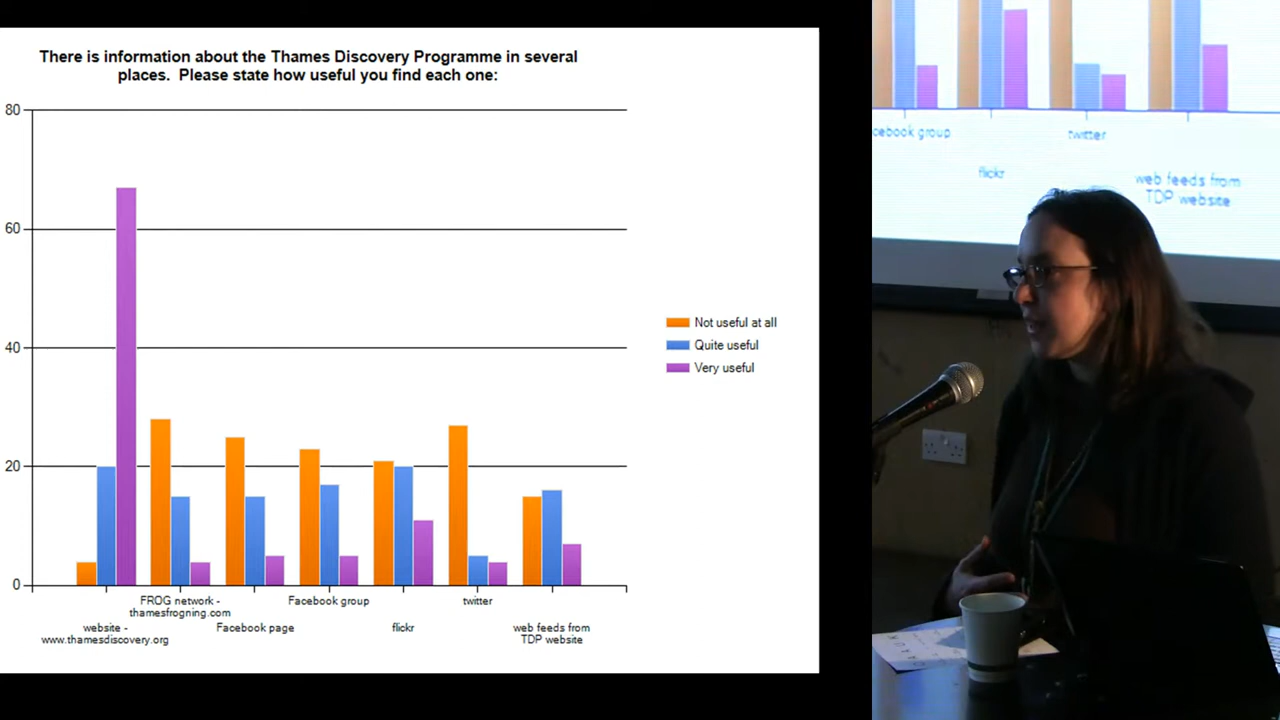 There is information about the Thames Discovery Programme in several
places. Please state how useful you find each one:
80
60
40
20
0
Not useful at all
Quite useful
Very useful
website -
www.thamesdiscovery.org
FROG network -
thamesfrogning.com
Facebook page
Facebook group
flickr
twitter
web feeds from
TDP website
cebook group
flickr
twitter
web feeds from
TDP website